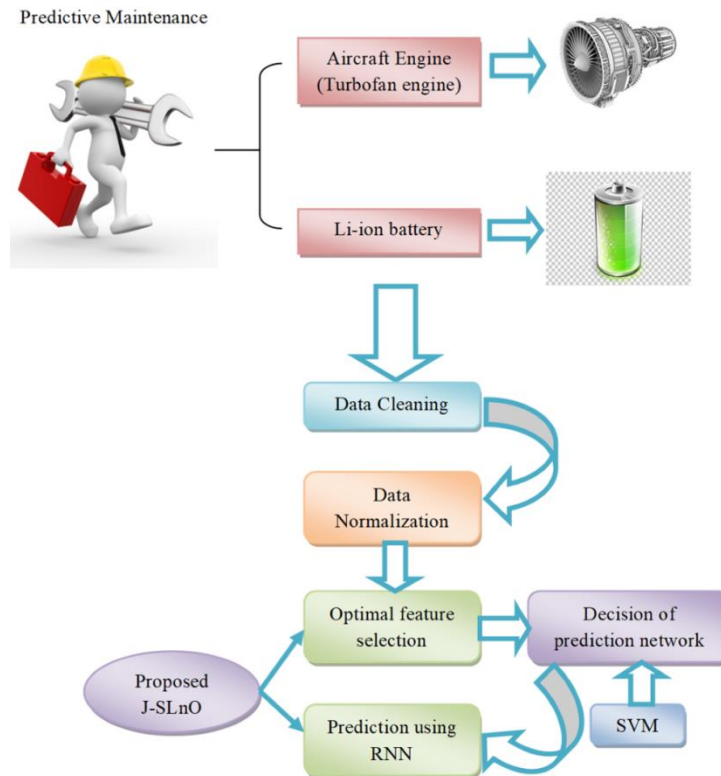 Predictive Maintenance
Aircraft Engine
(Turbofan engine)
Li-ion battery
Data Cleaning
Data
Normalization
Optimal feature
selection
Decision of
prediction network
Proposed
J-SLnO
Prediction using
RNN
SVM